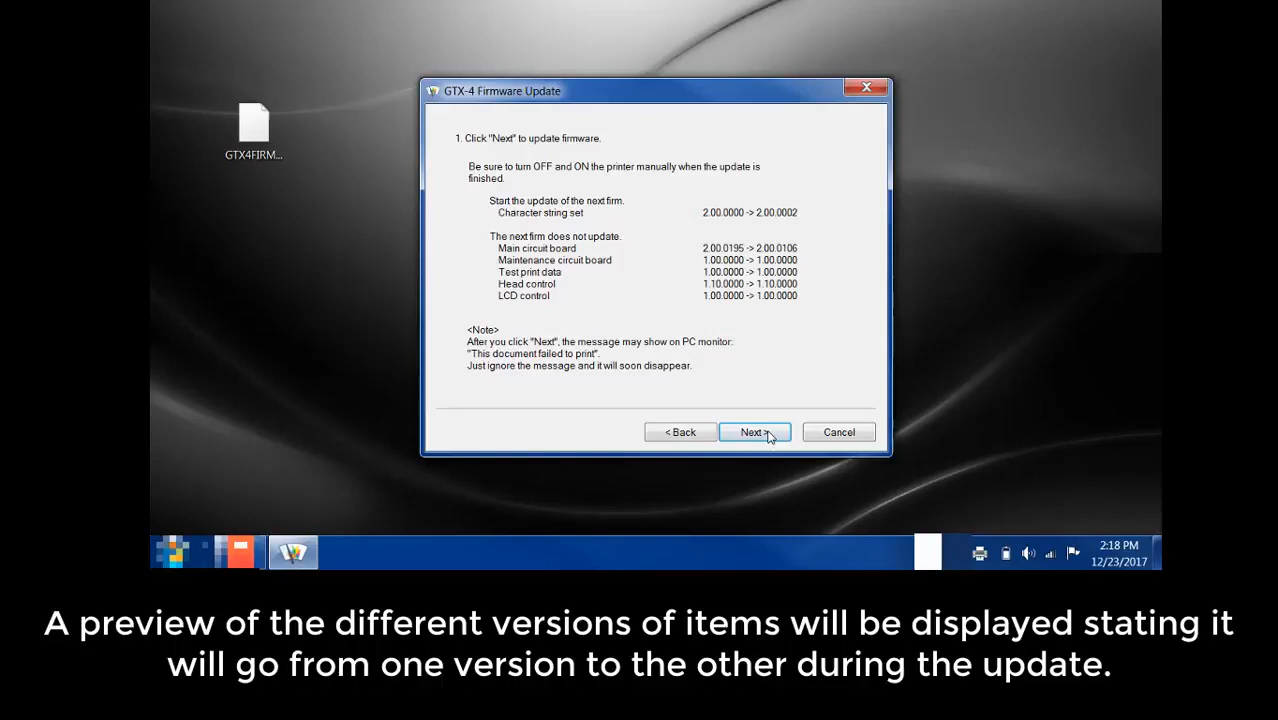 GTX-4 Firmware Update
GTX4FIRM...
1. Click "Next" to update firmware.
Be sure to turn OFF and ON the printer manually when the update is
finished.
Start the update of the next firm.
Character string set 2.00.0000 -> 2.00.0002
The next firm does not update.
Main circuit board 2.00.0195 -> 2.00.0106
Maintenance circuit board 1.00.0000 -> 1.00.0000
Test print data 1.00.0000 -> 1.00.0000
Head control 1.10.0000 -> 1.10.0000
LCD control 1.00.0000 -> 1.00.0000
<Note>
After you click "Next", the message may show on PC monitor:
"This document failed to print".
Just ignore the message and it will soon disappear.
< Back Next > Cancel
2:18 PM
12/23/2017
A preview of the different versions of items will be displayed stating it
will go from one version to the other during the update.